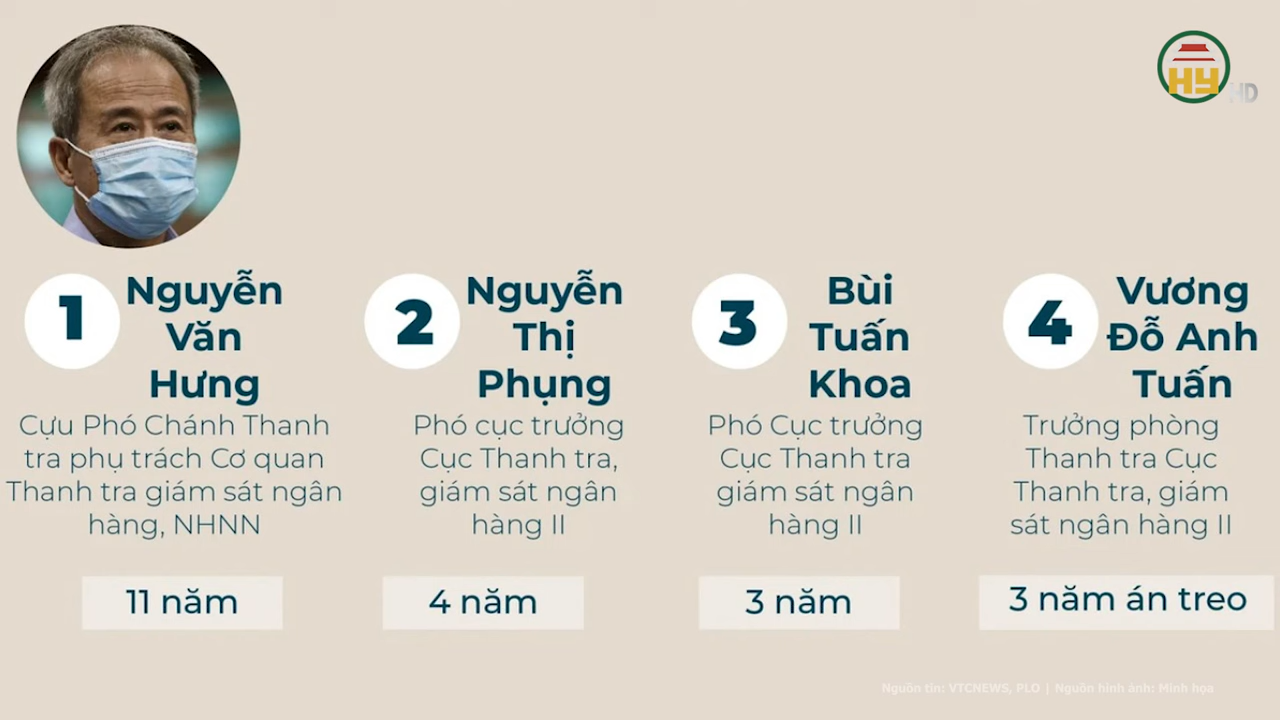 HY
HD
1
Nguyễn
Văn
Hưng
Cựu Phó Chánh Thanh
tra phụ trách Cơ quan
Thanh tra giám sát ngân
hàng, NHNN
11 năm
2
Nguyễn
Thị
Phụng
Phó cục trưởng
Cục Thanh tra,
giám sát ngân
hàng II
4 năm
3
Bùi
Tuấn
Khoa
Phó Cục trưởng
Cục Thanh tra
giám sát ngân
hàng II
3 năm
4
Vương
Đỗ Anh
Tuấn
Trưởng phòng
Thanh tra Cục
Thanh tra, giám
sát ngân hàng II
3 năm án treo
Nguồn tin: VTCNEWS, PLO | Nguồn hình ảnh: Minh họa